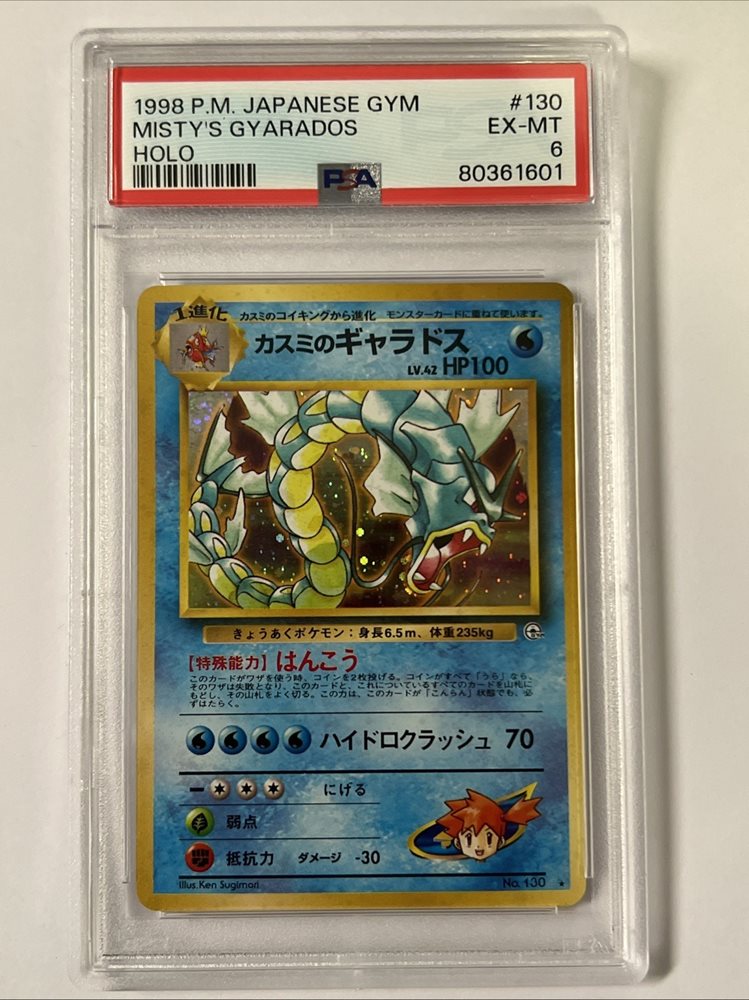 1998 P.M. JAPANESE GYM #130
MISTY'S GYARADOS EX-MT
HOLO 6
PSA 80361601
1進化 カスミのコイキングから進化 モンスターカードに重ねて使います。
カスミのギャラドス
LV.42 HP100
きょうあくポケモン:身長6.5m、体重235kg
【特殊能力】はんこう
このカードがワザを使う時、コインを2枚投げる。コインがすべて「うら」なら、
そのワザは失敗となり、このカードと、これについているすべてのカードを山札に
もどし、その山札をよく切る。この力は、このカードが「こんらん」状態でも、必
ずはたらく。
ハイドロクラッシュ 70
にげる
弱点
抵抗力 ダメージ -30
Illus. Ken Sugimori No. 130 ★